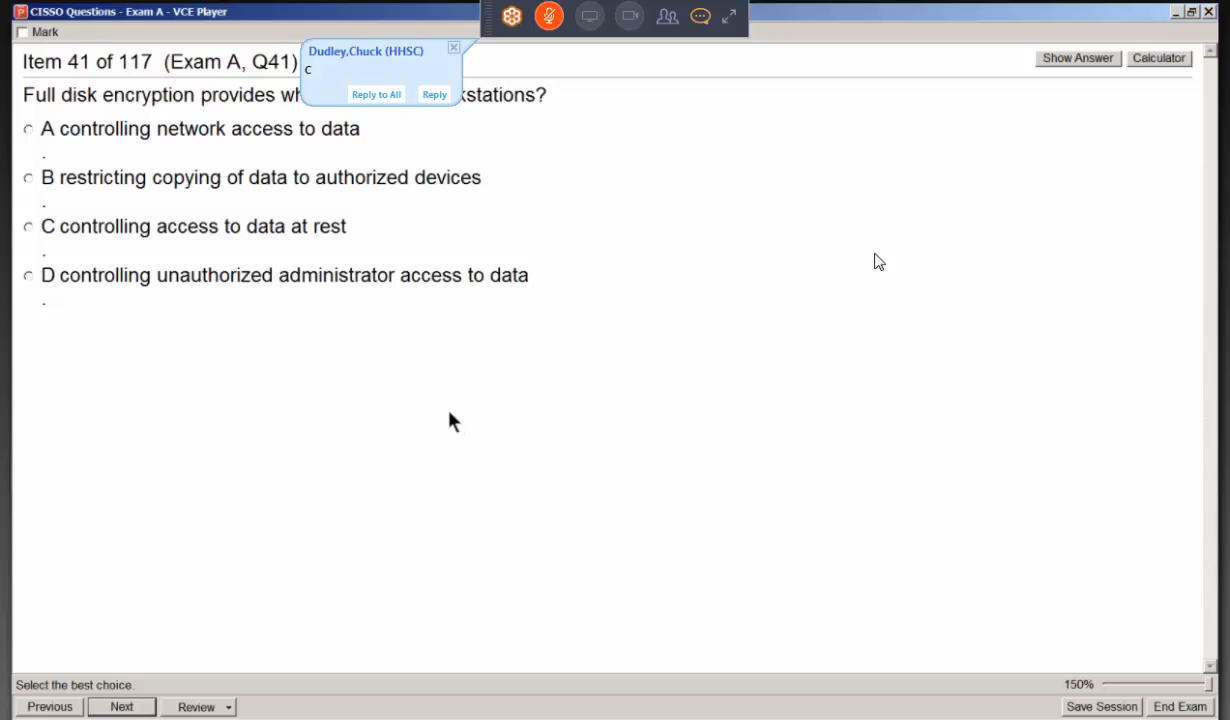 CISSO Questions - Exam A - VCE Player
Mark
Item 41 of 117 (Exam A, Q41)
Dudley,Chuck (HHSC)
c
Reply to All
Reply
Show Answer
Calculator
Full disk encryption provides kstations?
A controlling network access to data
.
B restricting copying of data to authorized devices
.
C controlling access to data at rest
.
D controlling unauthorized administrator access to data
.
Select the best choice.
150%
Previous
Next
Review
Save Session
End Exam